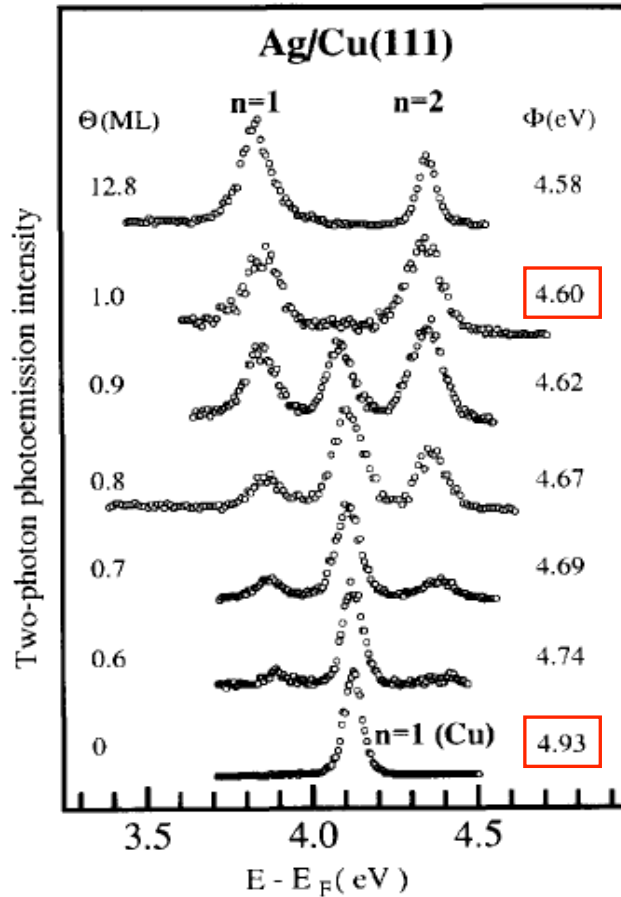 Ag/Cu(111)
n=1 n=2
Θ(ML) Φ(eV)
12.8 4.58
1.0 4.60
0.9 4.62
0.8 4.67
0.7 4.69
0.6 4.74
n=1 (Cu)
0 4.93
Two-photon photoemission intensity
3.5 4.0 4.5
E - E_F( eV )